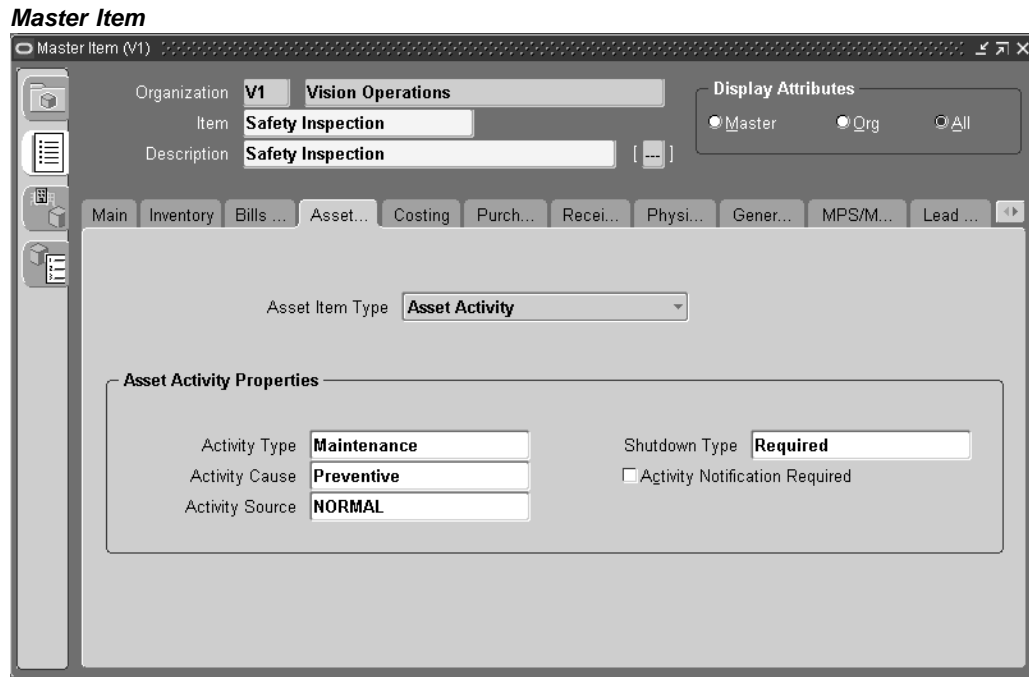 Master Item
Master Item (V1)
Organization V1 Vision Operations
Item Safety Inspection
Description Safety Inspection [ --- ]
Display Attributes
Master Org All
Main Inventory Bills ... Asset... Costing Purch... Recei... Physi... Gener... MPS/M... Lead ...
Asset Item Type Asset Activity
Asset Activity Properties
Activity Type Maintenance Shutdown Type Required
Activity Cause Preventive Activity Notification Required
Activity Source NORMAL